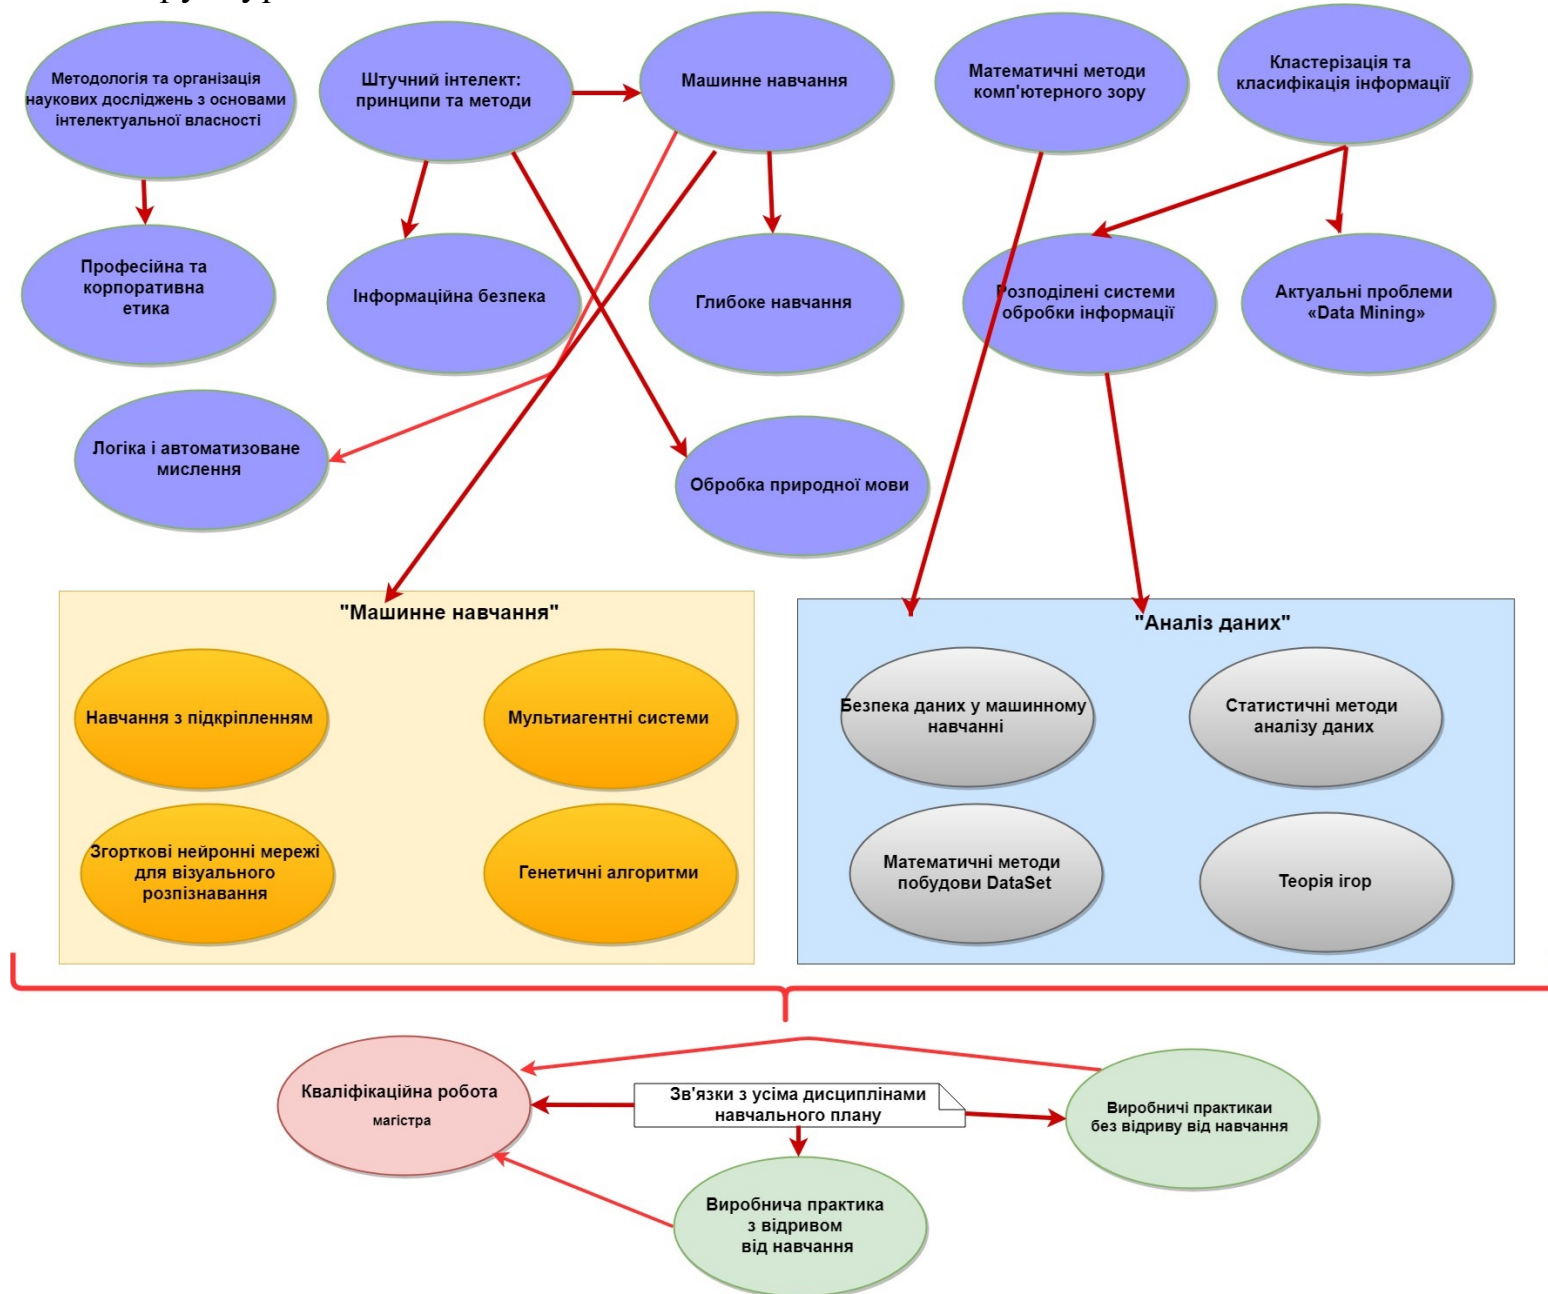 Методологія та організація
наукових досліджень з основами
інтелектуальної власності
Штучний інтелект:
принципи та методи
Машинне навчання
Математичні методи
комп'ютерного зору
Кластерізація та
класифікація інформації
Професійна та
корпоративна
етика
Інформаційна безпека
Глибоке навчання
Розподілені системи
обробки інформації
Актуальні проблеми
«Data Mining»
Логіка і автоматизоване
мислення
Обробка природної мови
"Машинне навчання"
"Аналіз даних"
Навчання з підкріпленням
Мультиагентні системи
Безпека даних у машинному
навчанні
Статистичні методи
аналізу даних
Згорткові нейронні мережі
для візуального
розпізнавання
Генетичні алгоритми
Математичні методи
побудови DataSet
Теорія ігор
Кваліфікаційна робота
магістра
Зв'язки з усіма дисциплінами
навчального плану
Виробничі практикаи
без відриву від навчання
Виробнича практика
з відривом
від навчання